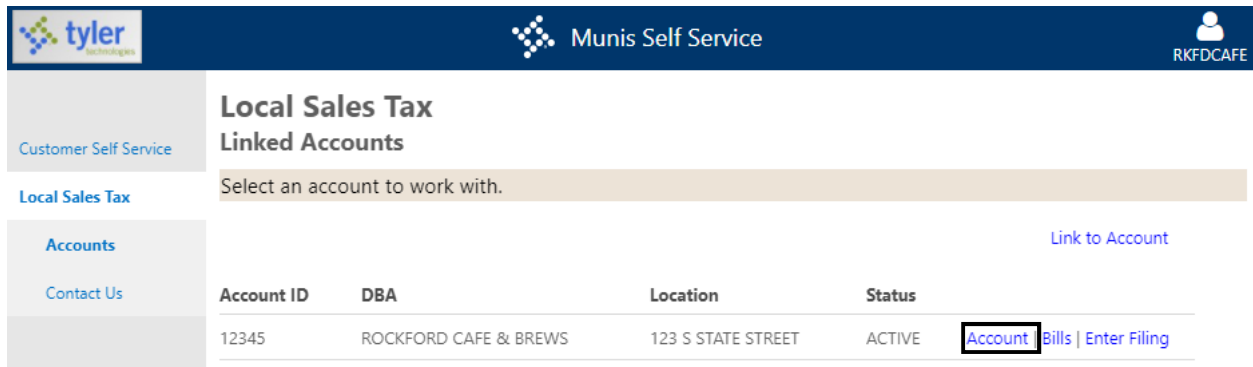 tyler
technologies
Munis Self Service
RKFDCAFE
Customer Self Service
Local Sales Tax
Accounts
Contact Us
Local Sales Tax
Linked Accounts
Select an account to work with.
Link to Account
Account ID DBA Location Status
12345 ROCKFORD CAFE & BREWS 123 S STATE STREET ACTIVE Account | Bills | Enter Filing